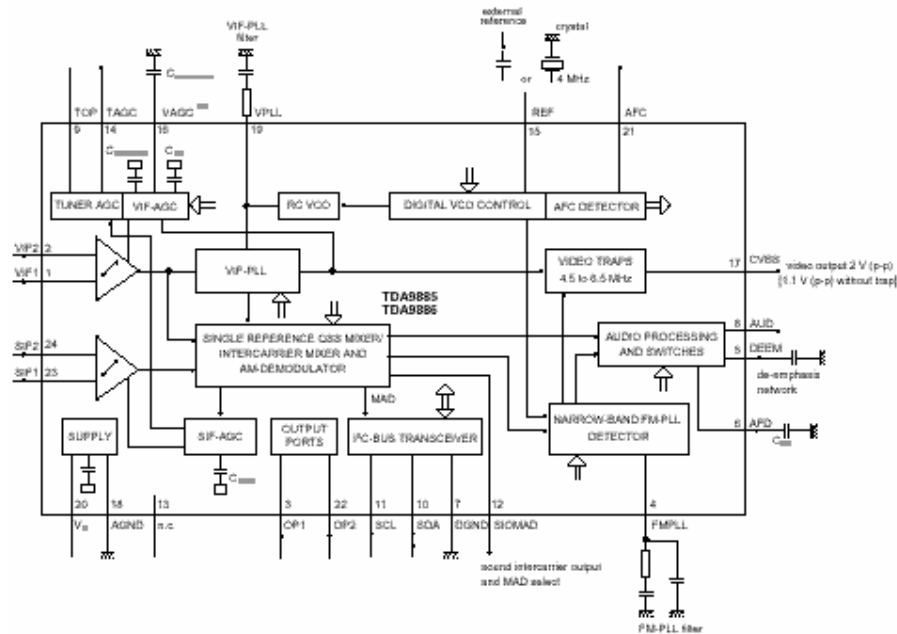 VIF-PLL
filter
external
reference
crystal
C
or
4 MHz
TOP
TAGC
VAGC
VPLL
REF
AFC
9
14
16
19
15
21
C
C
TUNER AGC
VIF-AGC
RC VCO
DIGITAL VCO CONTROL
AFC DETECTOR
VIF2
2
VIF1
1
VIF-PLL
VIDEO TRAPS
4.5 to 6.5 MHz
17
CVBS
video output 2 V (p-p)
[1.1 V (p-p) without trap]
TDA9885
TDA9886
SIF2
24
SIF1
23
SINGLE REFERENCE QSS MIXER/
INTERCARRIER MIXER AND
AM-DEMODULATOR
AUDIO PROCESSING
AND SWITCHES
8
AUD
5
DEEM
de-emphasis
network
MAD
SUPPLY
SIF-AGC
OUTPUT
PORTS
I²C-BUS TRANSCEIVER
NARROW-BAND FM-PLL
DETECTOR
6
AFD
C
C
20
18
13
3
22
11
10
7
12
4
V
AGND
n.c
OP1
OP2
SCL
SDA
DGND
SIOMAD
FMPLL
sound intercarrier output
and MAD select
FM-PLL filter